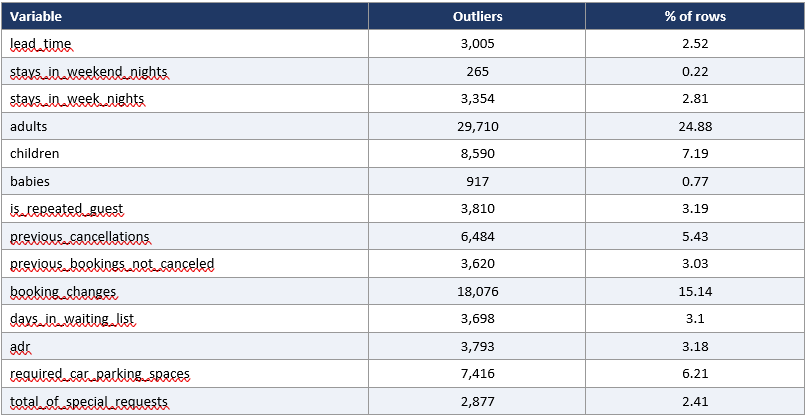 Variable Outliers % of rows
lead_time 3,005 2.52
stays_in_weekend_nights 265 0.22
stays_in_week_nights 3,354 2.81
adults 29,710 24.88
children 8,590 7.19
babies 917 0.77
is_repeated_guest 3,810 3.19
previous_cancellations 6,484 5.43
previous_bookings_not_canceled 3,620 3.03
booking_changes 18,076 15.14
days_in_waiting_list 3,698 3.1
adr 3,793 3.18
required_car_parking_spaces 7,416 6.21
total_of_special_requests 2,877 2.41